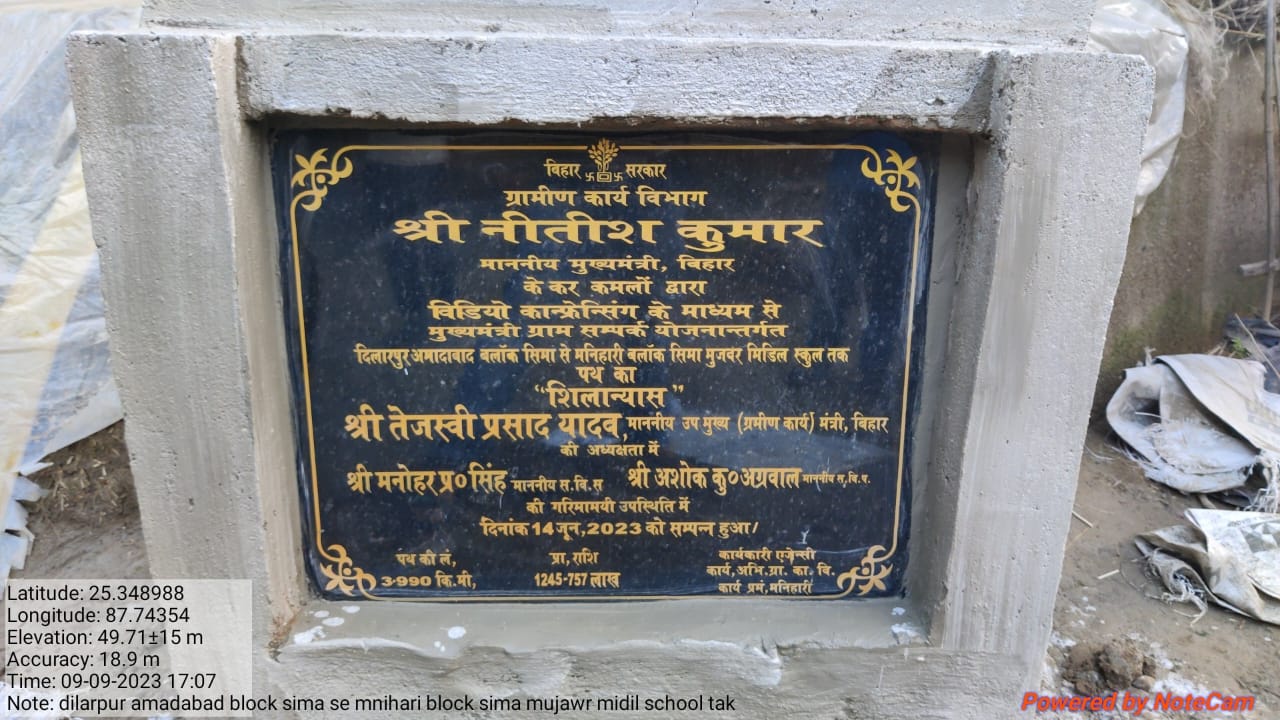 बिहार सरकार
ग्रामीण कार्य विभाग
श्री नीतीश कुमार
माननीय मुख्यमंत्री, बिहार
के कर कमलों द्वारा
विडियो कान्फ्रेन्सिंग के माध्यम से
मुख्यमंत्री ग्राम सम्पर्क योजनान्तर्गत
दिलारपुर अमादाबाद बलॉक सिमा से मनिहारी बलॉक सिमा मुजवर मिडिल स्कुल तक
पथ का
“शिलान्यास”
श्री तेजस्वी प्रसाद यादव, माननीय उप मुख्य (ग्रमीण कार्य) मंत्री, बिहार
की अध्यक्षता में
श्री मनोहर प्र० सिंह माननीय स.वि.स श्री अशोक कु० अग्रवाल माननीय स.वि.प.
की गरिमामयी उपस्थिति में
दिनांक 14 जून, 2023 को सम्पन्न हुआ/
पथ की लं, प्रा, राशि कार्यकारी एजेन्सी
3.990 कि.मी, 1245.757 लाख कार्य, अभि. ग्रा. का. वि.
कार्य प्रमं, मनिहारी
Latitude: 25.348988
Longitude: 87.74354
Elevation: 49.71±15 m
Accuracy: 18.9 m
Time: 09-09-2023 17:07
Note: dilarpur amadabad block sima se mnihari block sima mujawr midil school tak
Powered by NoteCam